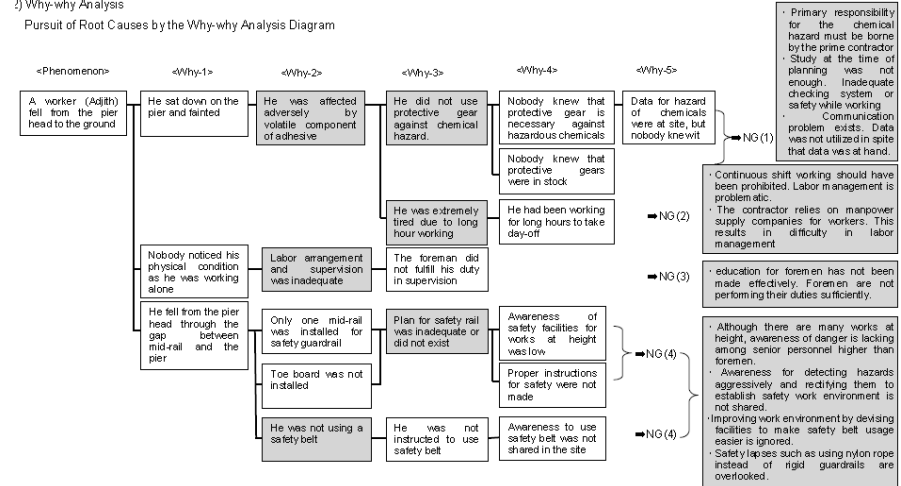 2) Why-why Analysis
Pursuit of Root Causes by the Why-why Analysis Diagram
<Phenomenon>
<Why-1>
<Why-2>
<Why-3>
<Why-4>
<Why-5>
A worker (Adjith)
fell from the pier
head to the ground
He sat down on the
pier and fainted
He was affected
adversely by
volatile component
of adhesive
He did not use
protective gear
against chemical
hazard.
Nobody knew that
protective gear is
necessary against
hazardous chemicals
Data for hazard
of chemicals
were at site, but
nobody knew it
➡NG (1)
· Primary responsibility
for the chemical
hazard must be borne
by the prime contractor
· Study at the time of
planning was not
enough. Inadequate
checking system or
safety while working
· Communication
problem exists. Data
was not utilized in spite
that data was at hand.
Nobody knew that
protective gears
were in stock
He was extremely
tired due to long
hour working
He had been working
for long hours to take
day-off
➡NG (2)
· Continuous shift working should have
been prohibited. Labor management is
problematic.
· The contractor relies on manpower
supply companies for workers. This
results in difficulty in labor
management
Nobody noticed his
physical condition
as he was working
alone
Labor arrangement
and supervision
was inadequate
The foreman did
not fulfill his duty
in supervision
➡NG (3)
· education for foremen has not been
made effectively. Foremen are not
performing their duties sufficiently.
He fell from the pier
head through the
gap between
mid-rail and the
pier
Only one mid-rail
was installed for
safety guardrail
Plan for safety rail
was inadequate or
did not exist
Awareness of
safety facilities for
works at height
was low
➡NG (4)
Toe board was not
installed
Proper instructions
for safety were not
made
He was not using a
safety belt
He was not
instructed to use
safety belt
Awareness to use
safety belt was not
shared in the site
➡NG (4)
· Although there are many works at
height, awareness of danger is lacking
among senior personnel higher than
foremen.
· Awareness for detecting hazards
aggressively and rectifying them to
establish safety work environment is
not shared.
·Improving work environment by devising
facilities to make safety belt usage
easier is ignored.
· Safety lapses such as using nylon rope
instead of rigid guardrails are
overlooked.